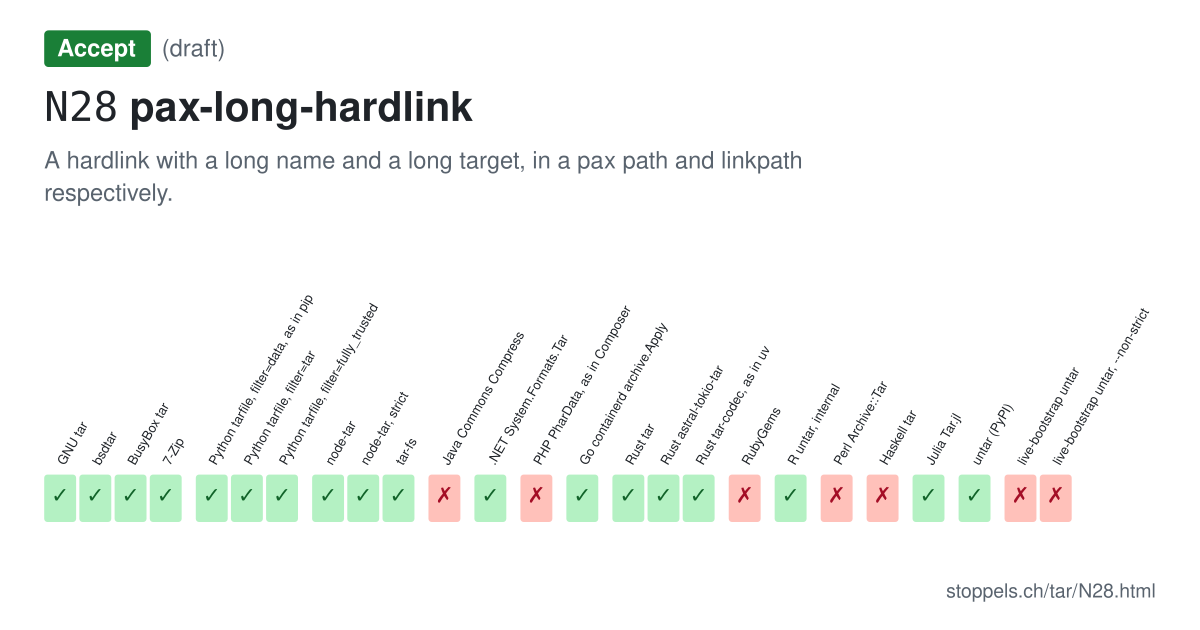 Accept (draft)
N28 pax-long-hardlink
A hardlink with a long name and a long target, in a pax path and linkpath
respectively.
GNU tar
bsdtar
BusyBox tar
7-Zip
Python tarfile, filter=data, as in pip
Python tarfile, filter=tar
Python tarfile, filter=fully_trusted
node-tar
node-tar, strict
tar-fs
Java Commons Compress
.NET System.Formats.Tar
PHP PharData, as in Composer
Go containerd archive.Apply
Rust tar
Rust astral-tokio-tar
Rust tar-codec, as in uv
RubyGems
R untar, internal
Perl Archive::Tar
Haskell tar
Julia Tar.jl
untar (PyPI)
live-bootstrap untar
live-bootstrap untar, --non-strict
✓ ✓ ✓ ✓ ✓ ✓ ✓ ✓ ✓ ✓ ✗ ✓ ✗ ✓ ✓ ✓ ✓ ✗ ✓ ✗ ✗ ✓ ✓ ✗ ✗
stoppels.ch/tar/N28.html